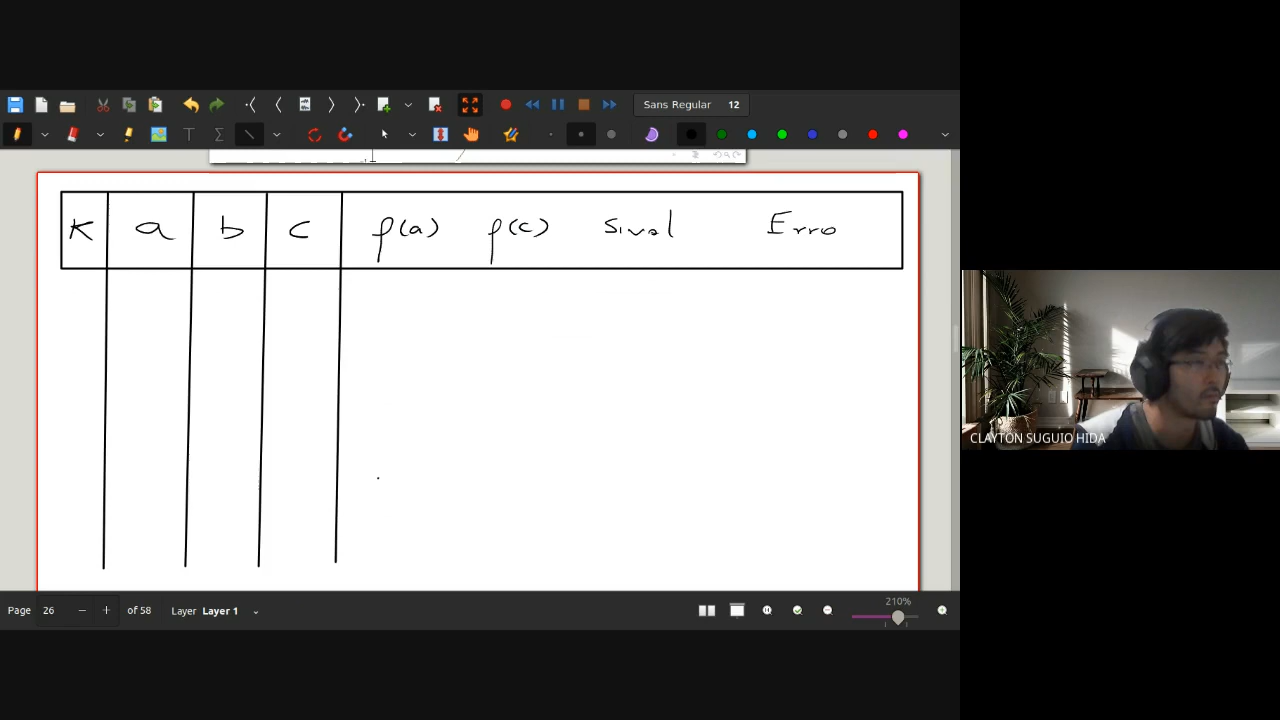 Sans Regular 12
K a b c f(a) f(c) Sinal Erro
CLAYTON SUGUIO HIDA
Page 26 of 58 Layer Layer 1 210%